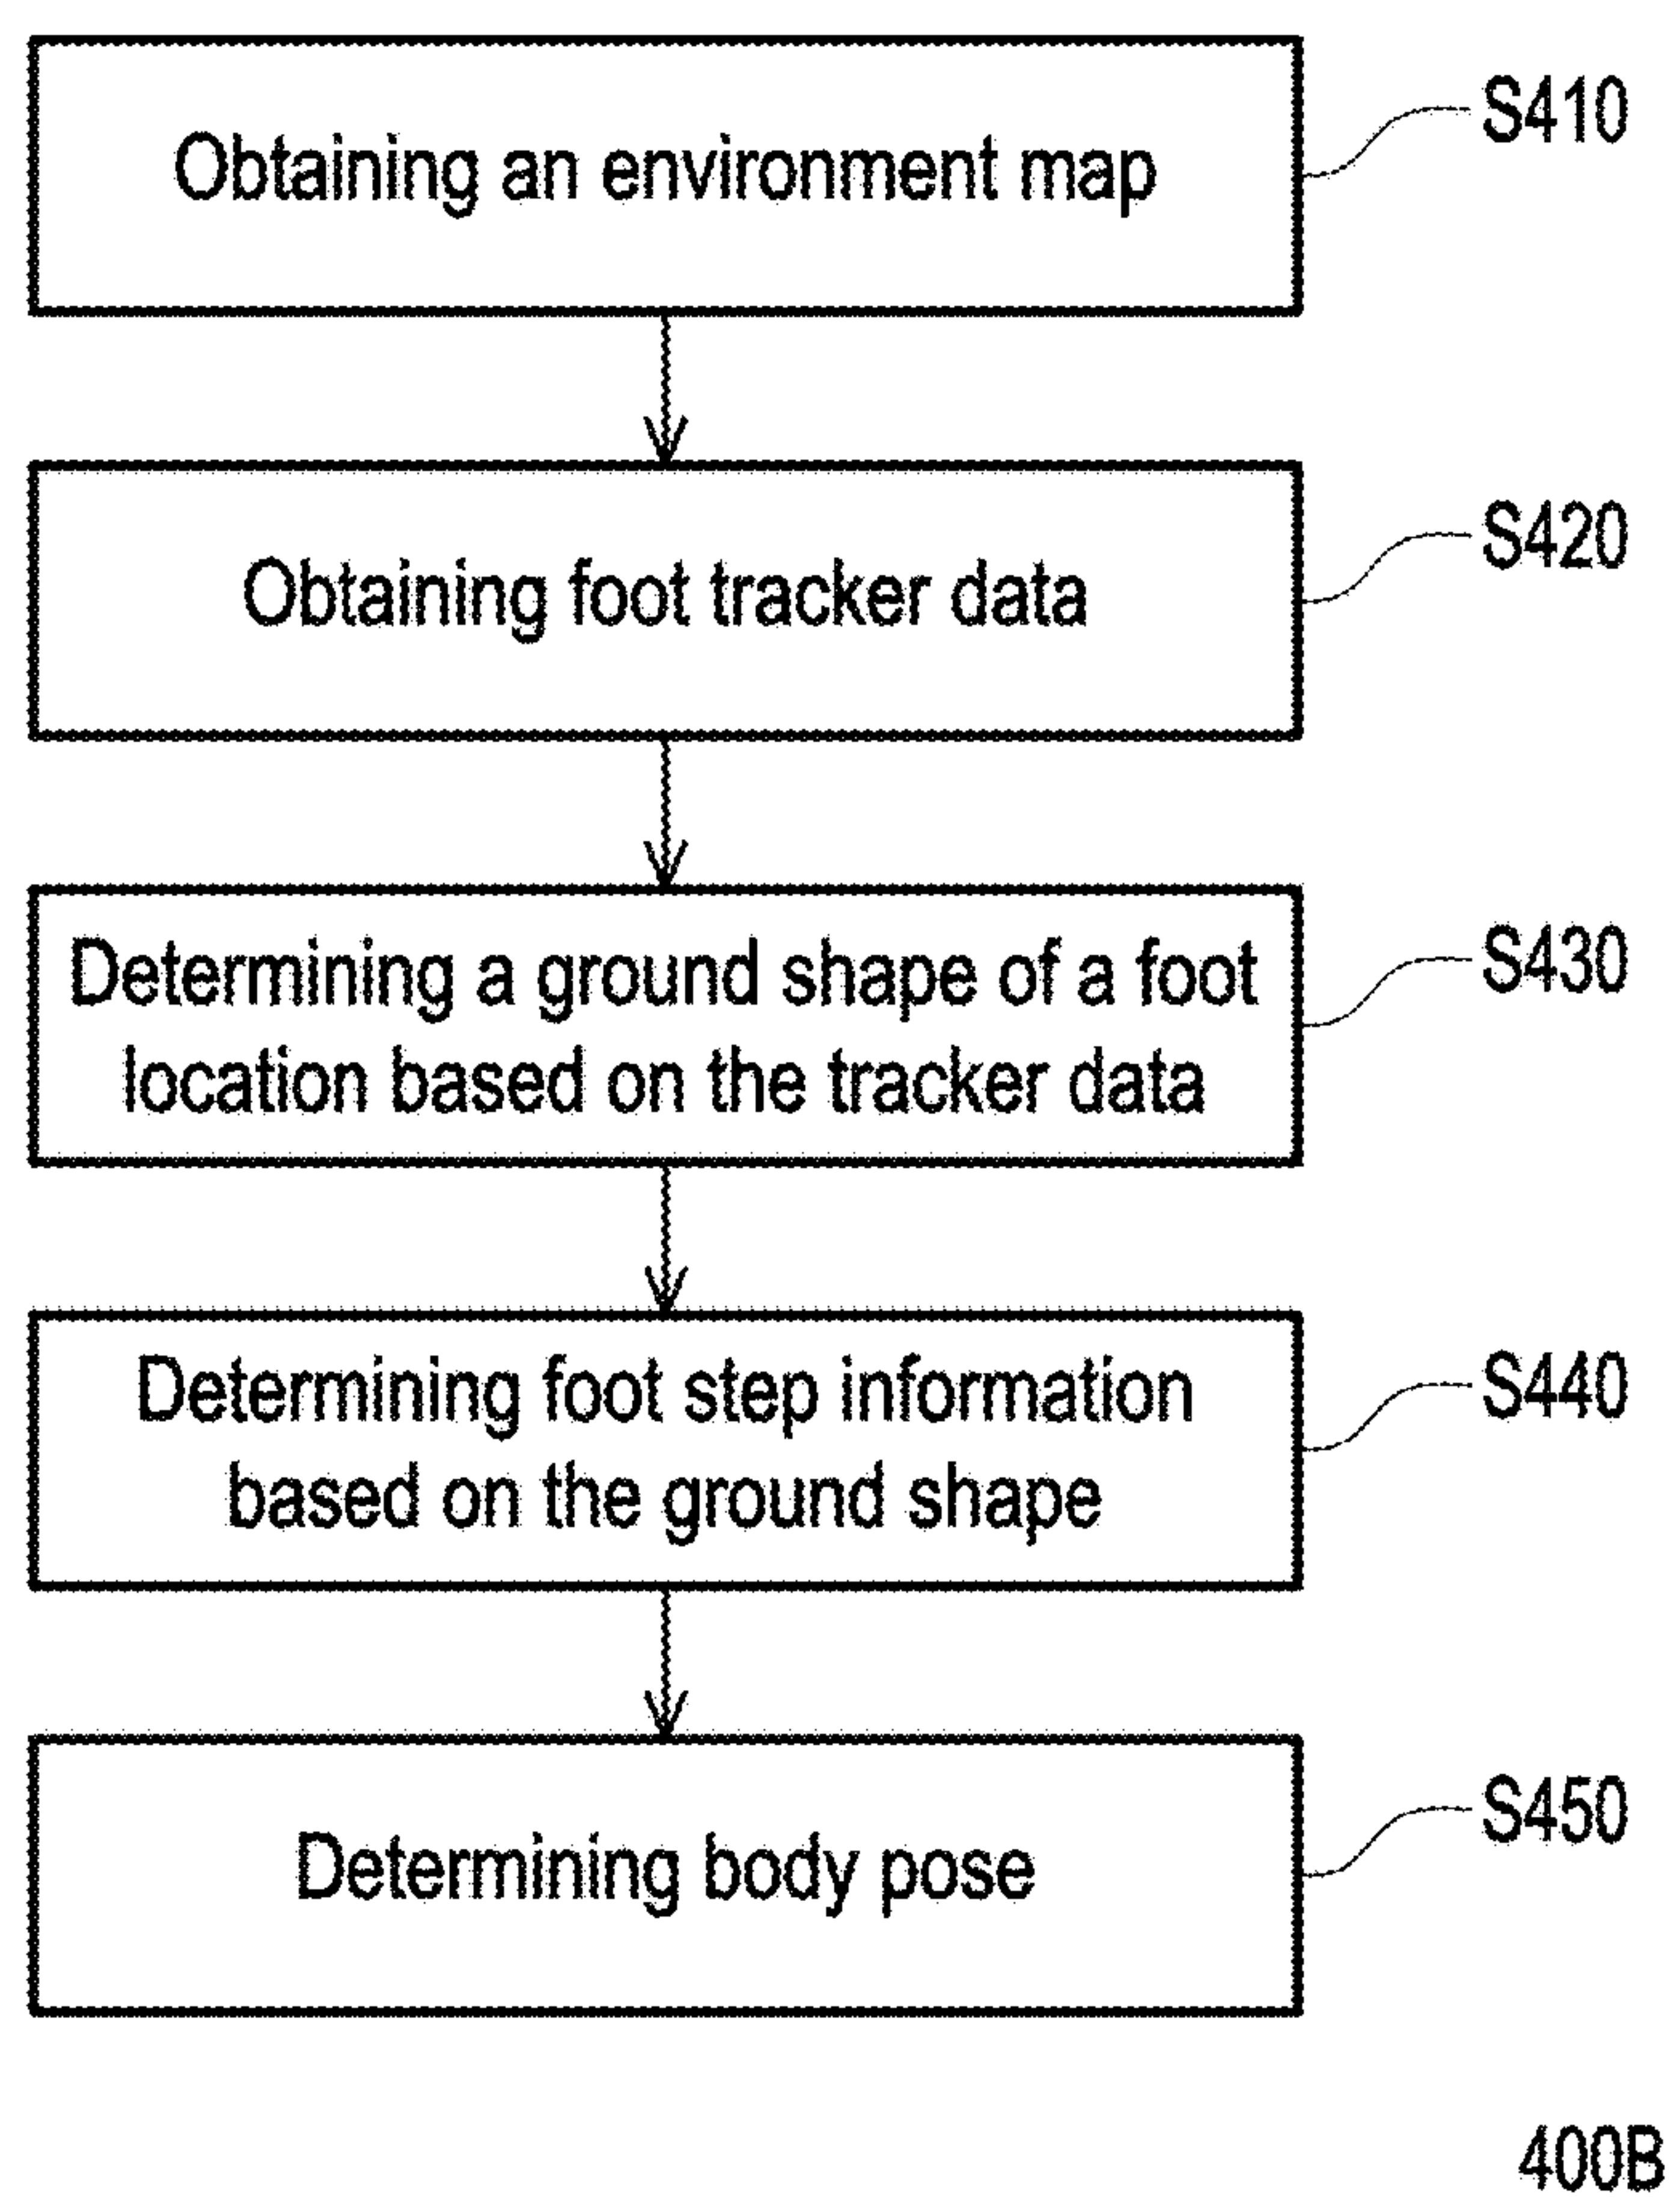 Obtaining an environment map
S410
Obtaining foot tracker data
S420
Determining a ground shape of a foot
location based on the tracker data
S430
Determining foot step information
based on the ground shape
S440
Determining body pose
S450
400B